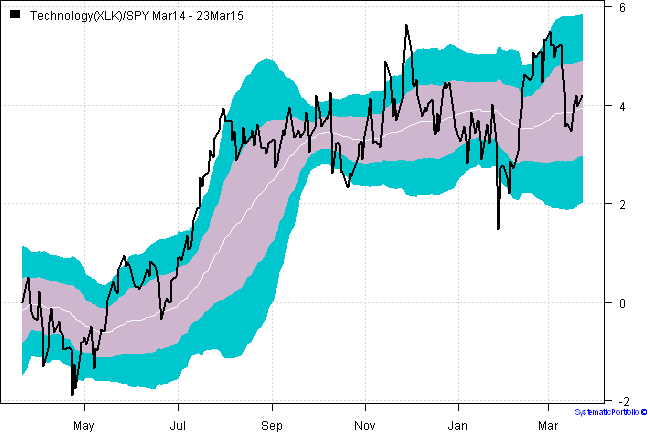 Technology(XLK)/SPY Mar14 - 23Mar15
6
4
2
0
-2
SystematicPortfolio ©
May Jul Sep Nov Jan Mar